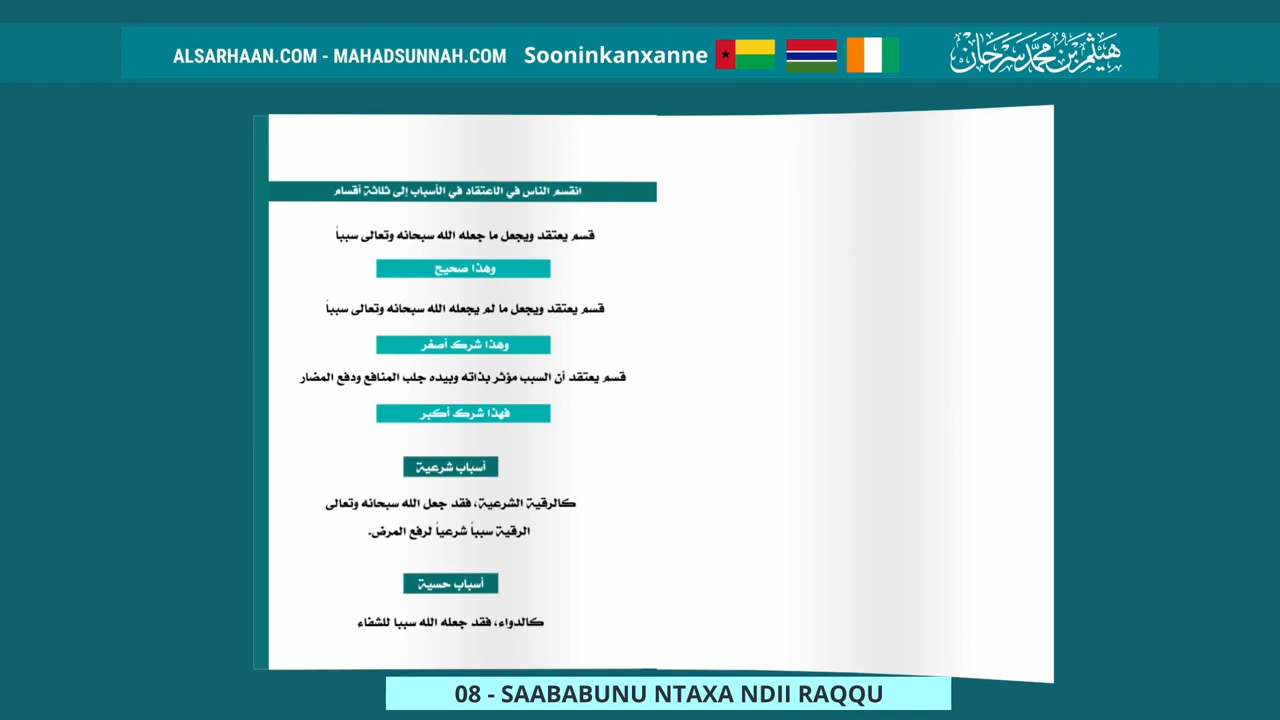 ALSARHAAN.COM - MAHADSUNNAH.COM Sooninkanxanne هيثم بن محمد سرحان
انقسم الناس في الاعتقاد في الأسباب إلى ثلاثة أقسام
قسم يعتقد ويجعل ما جعله الله سبحانه وتعالى سبباً
وهذا صحيح
قسم يعتقد ويجعل ما لم يجعله الله سبحانه وتعالى سبباً
وهذا شرك أصغر
قسم يعتقد أن السبب مؤثر بذاته وبيده جلب المنافع ودفع المضار
فهذا شرك أكبر
أسباب شرعية
كالرقية الشرعية، فقد جعل الله سبحانه وتعالى
الرقية سبباً شرعياً لرفع المرض.
أسباب حسية
كالدواء، فقد جعله الله سببا للشفاء
08 - SAABABUNU NTAXA NDII RAQQU